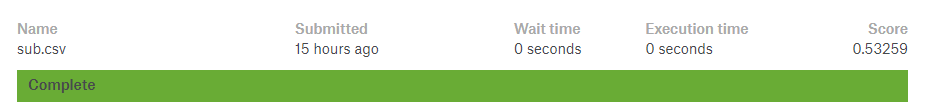 Name Submitted Wait time Execution time Score
sub.csv 15 hours ago 0 seconds 0 seconds 0.53259
Complete